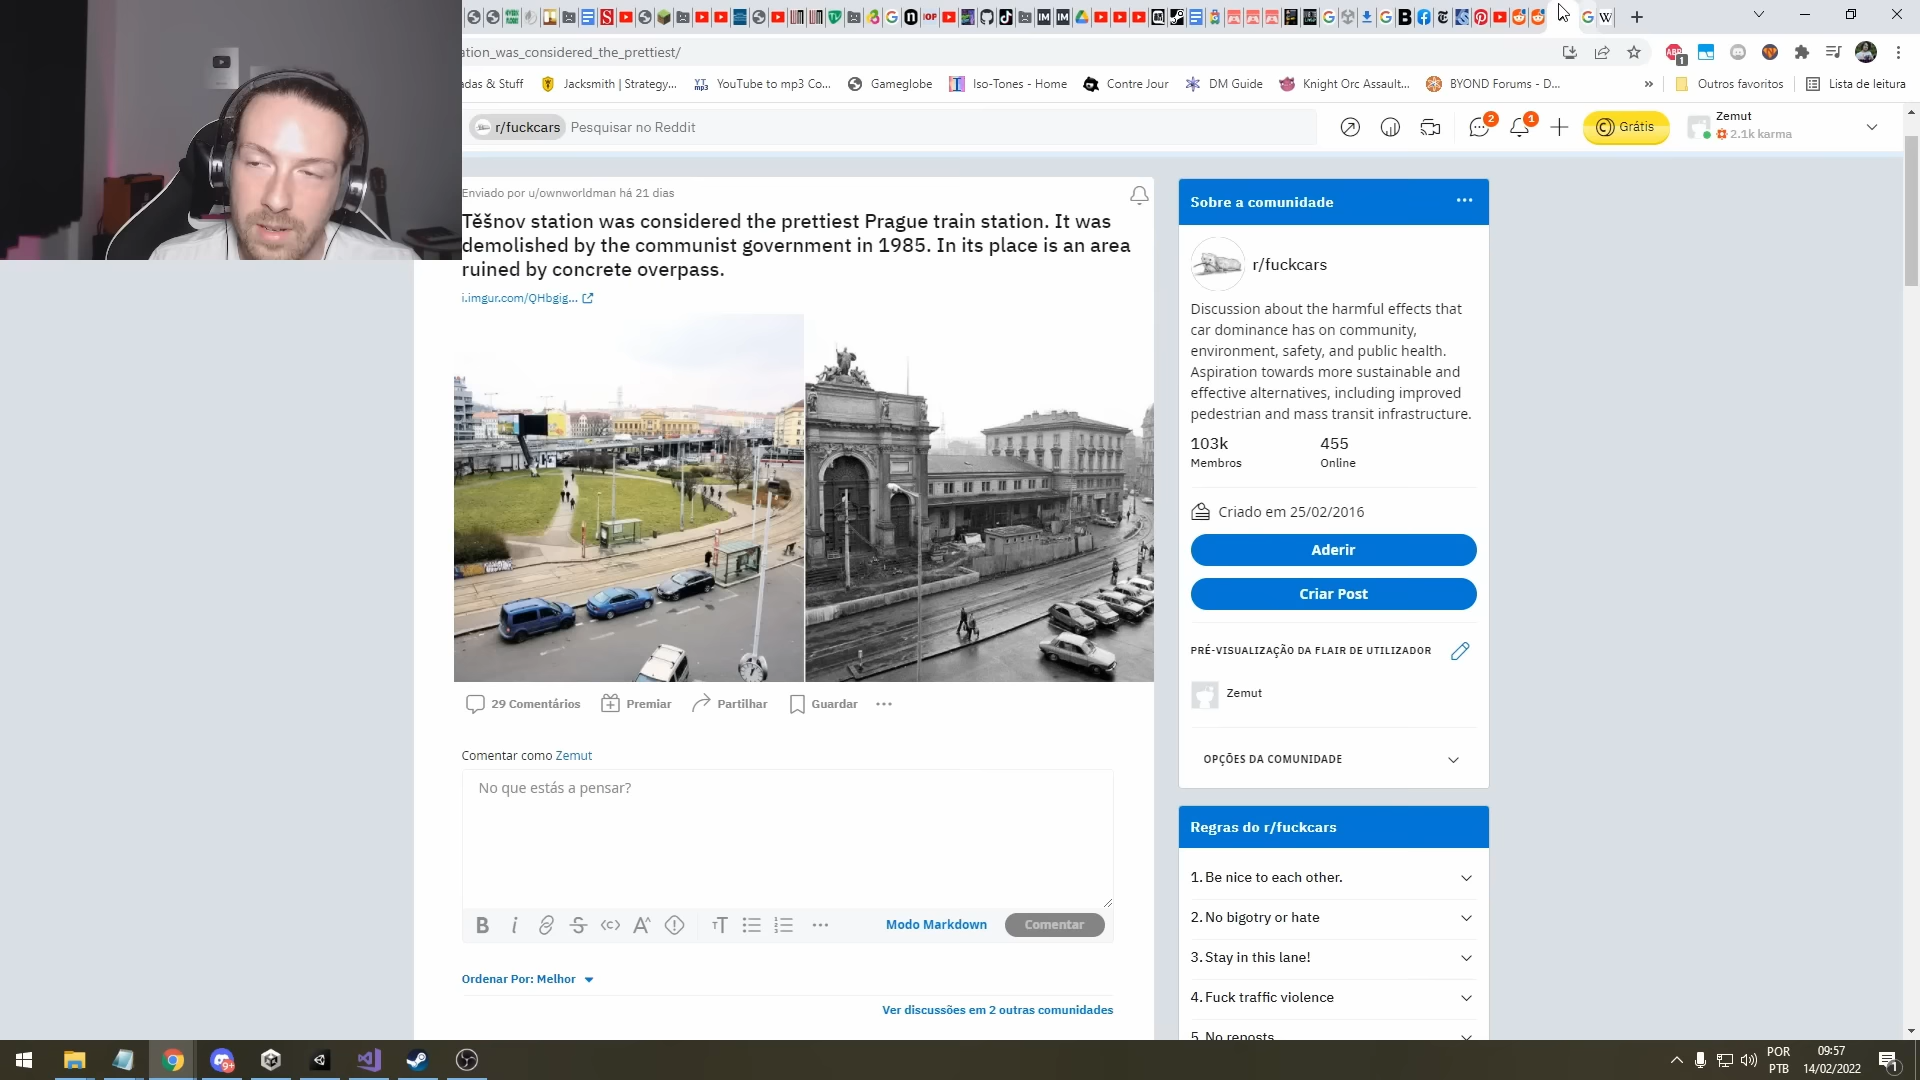 ation_was_considered_the_prettiest/
adas & Stuff
Jacksmith | Strategy...
YouTube to mp3 Co...
Gameglobe
Iso-Tones - Home
Contre Jour
DM Guide
Knight Orc Assault...
BYOND Forums - D...
»
Outros favoritos
Lista de leitura
r/fuckcars
Pesquisar no Reddit
2
1
Grátis
Zemut
2.1k karma
Enviado por u/ownworldman há 21 dias
Těšnov station was considered the prettiest Prague train station. It was
demolished by the communist government in 1985. In its place is an area
ruined by concrete overpass.
i.imgur.com/QHbgig...
29 Comentários
Premiar
Partilhar
Guardar
Comentar como Zemut
No que estás a pensar?
Modo Markdown
Comentar
Ordenar Por: Melhor
Ver discussões em 2 outras comunidades
Sobre a comunidade
r/fuckcars
Discussion about the harmful effects that
car dominance has on community,
environment, safety, and public health.
Aspiration towards more sustainable and
effective alternatives, including improved
pedestrian and mass transit infrastructure.
103k
455
Membros
Online
Criado em 25/02/2016
Aderir
Criar Post
PRÉ-VISUALIZAÇÃO DA FLAIR DE UTILIZADOR
Zemut
OPÇÕES DA COMUNIDADE
Regras do r/fuckcars
1. Be nice to each other.
2. No bigotry or hate
3. Stay in this lane!
4. Fuck traffic violence
5. No reposts
POR
PTB
09:57
14/02/2022